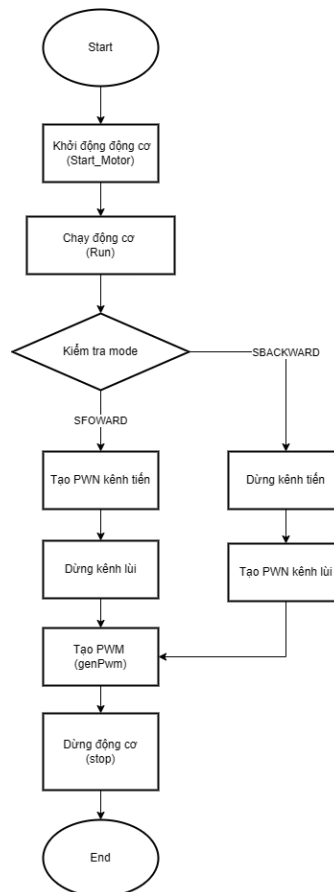 Start
Khởi động động cơ
(Start_Motor)
Chạy động cơ
(Run)
Kiểm tra mode
SBACKWARD
SFOWARD
Tạo PWN kênh tiến
Dừng kênh tiến
Dừng kênh lùi
Tạo PWN kênh lùi
Tạo PWM
(genPwm)
Dừng động cơ
(stop)
End